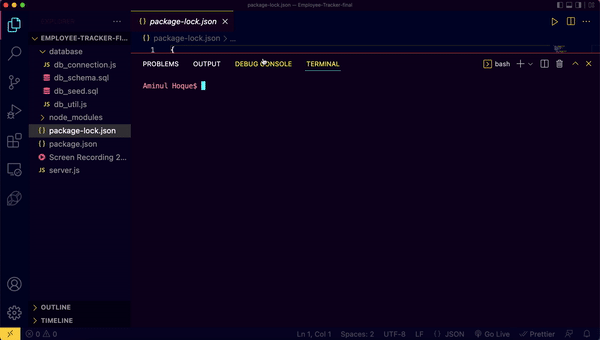 package-lock.json — Employee-Tracker-Final
package-lock.json
EMPLOYEE-TRACKER-FI...
database
JS db_connection.js
db_schema.sql
db_seed.sql
JS db_util.js
node_modules
{} package-lock.json
{} package.json
Screen Recording 2...
JS server.js
OUTLINE
TIMELINE
{} package-lock.json
{} package-lock.json > ...
1 {
PROBLEMS OUTPUT DEBUG CONSOLE TERMINAL
bash
Aminul Hoque$
0 0
Ln 1, Col 1 Spaces: 2 UTF-8 LF {} JSON Go Live Prettier